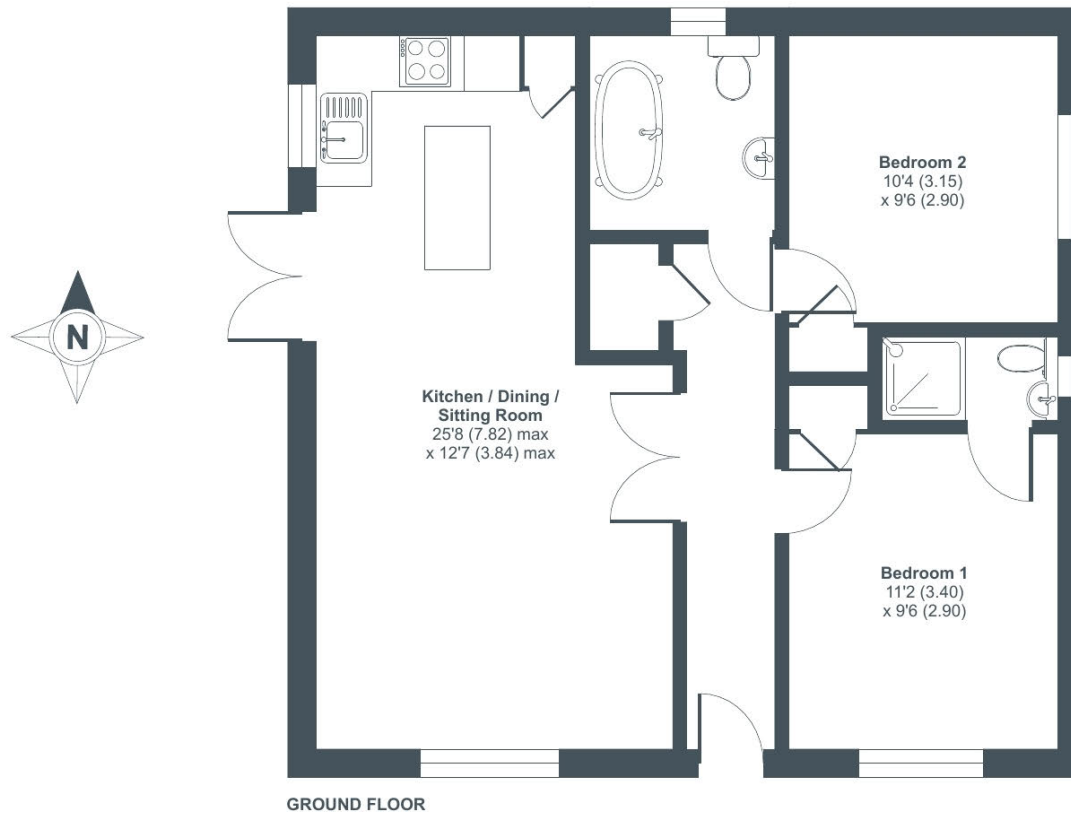 Bedroom 2
10'4 (3.15)
x 9'6 (2.90)
N
Kitchen / Dining /
Sitting Room
25'8 (7.82) max
x 12'7 (3.84) max
Bedroom 1
11'2 (3.40)
x 9'6 (2.90)
GROUND FLOOR